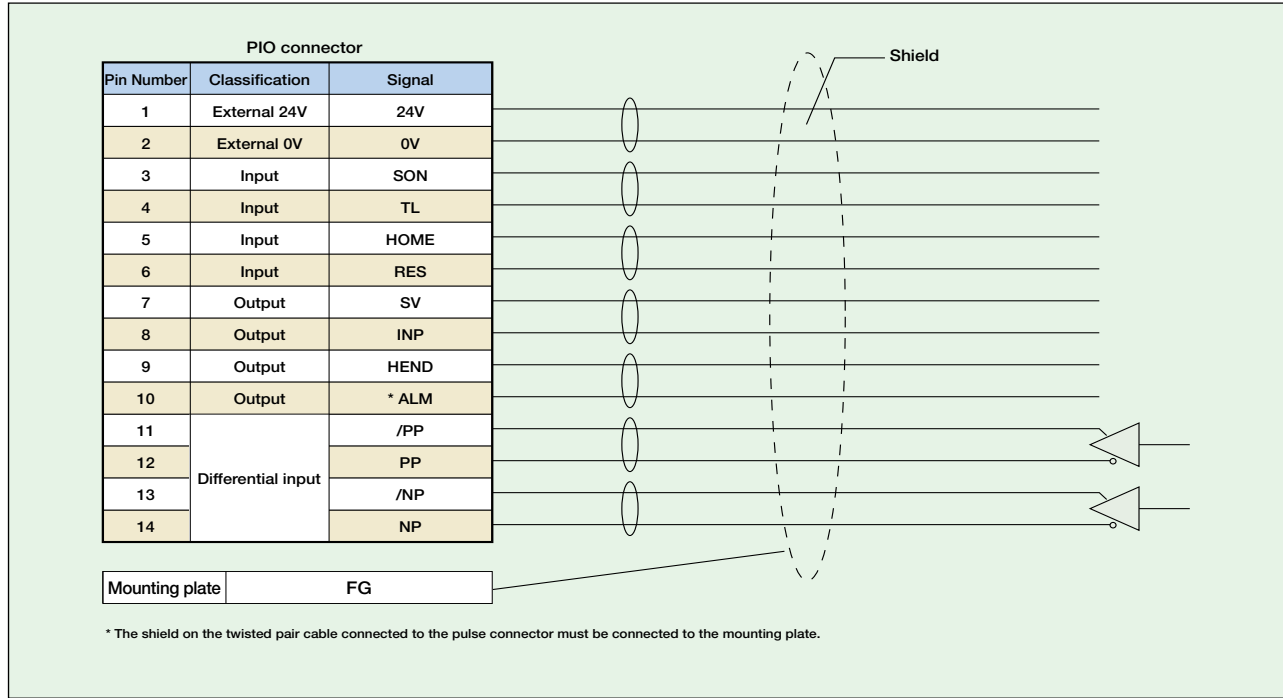 PIO connector
Shield
Pin Number Classification Signal
1 External 24V 24V
2 External 0V 0V
3 Input SON
4 Input TL
5 Input HOME
6 Input RES
7 Output SV
8 Output INP
9 Output HEND
10 Output * ALM
11 /PP
12 PP
Differential input
13 /NP
14 NP
Mounting plate FG
* The shield on the twisted pair cable connected to the pulse connector must be connected to the mounting plate.